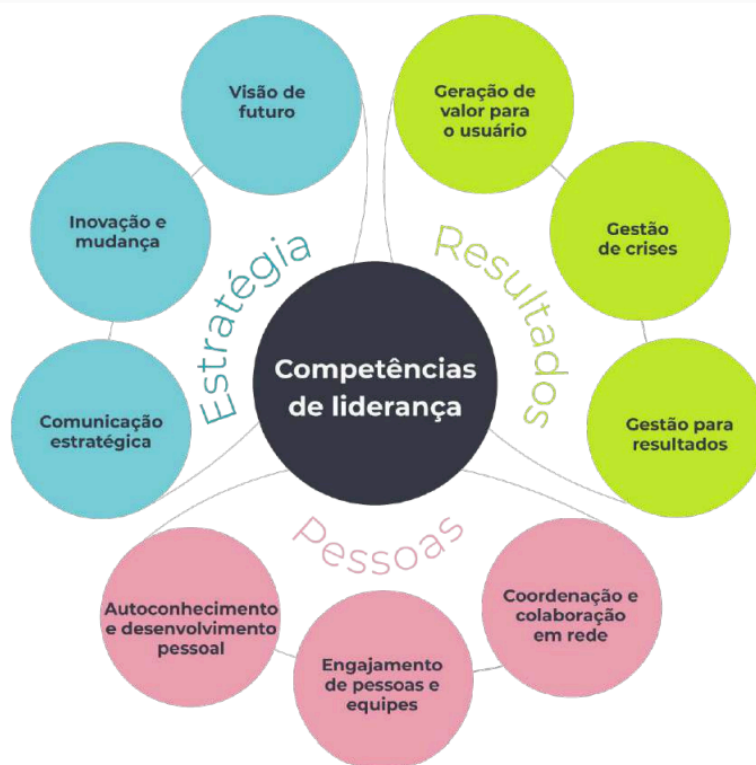 Visão de
futuro
Inovação e
mudança
Comunicação
estratégica
Estratégia
Geração de
valor para
o usuário
Gestão
de crises
Gestão para
resultados
Resultados
Competências
de liderança
Pessoas
Autoconhecimento
e desenvolvimento
pessoal
Engajamento
de pessoas e
equipes
Coordenação e
colaboração
em rede